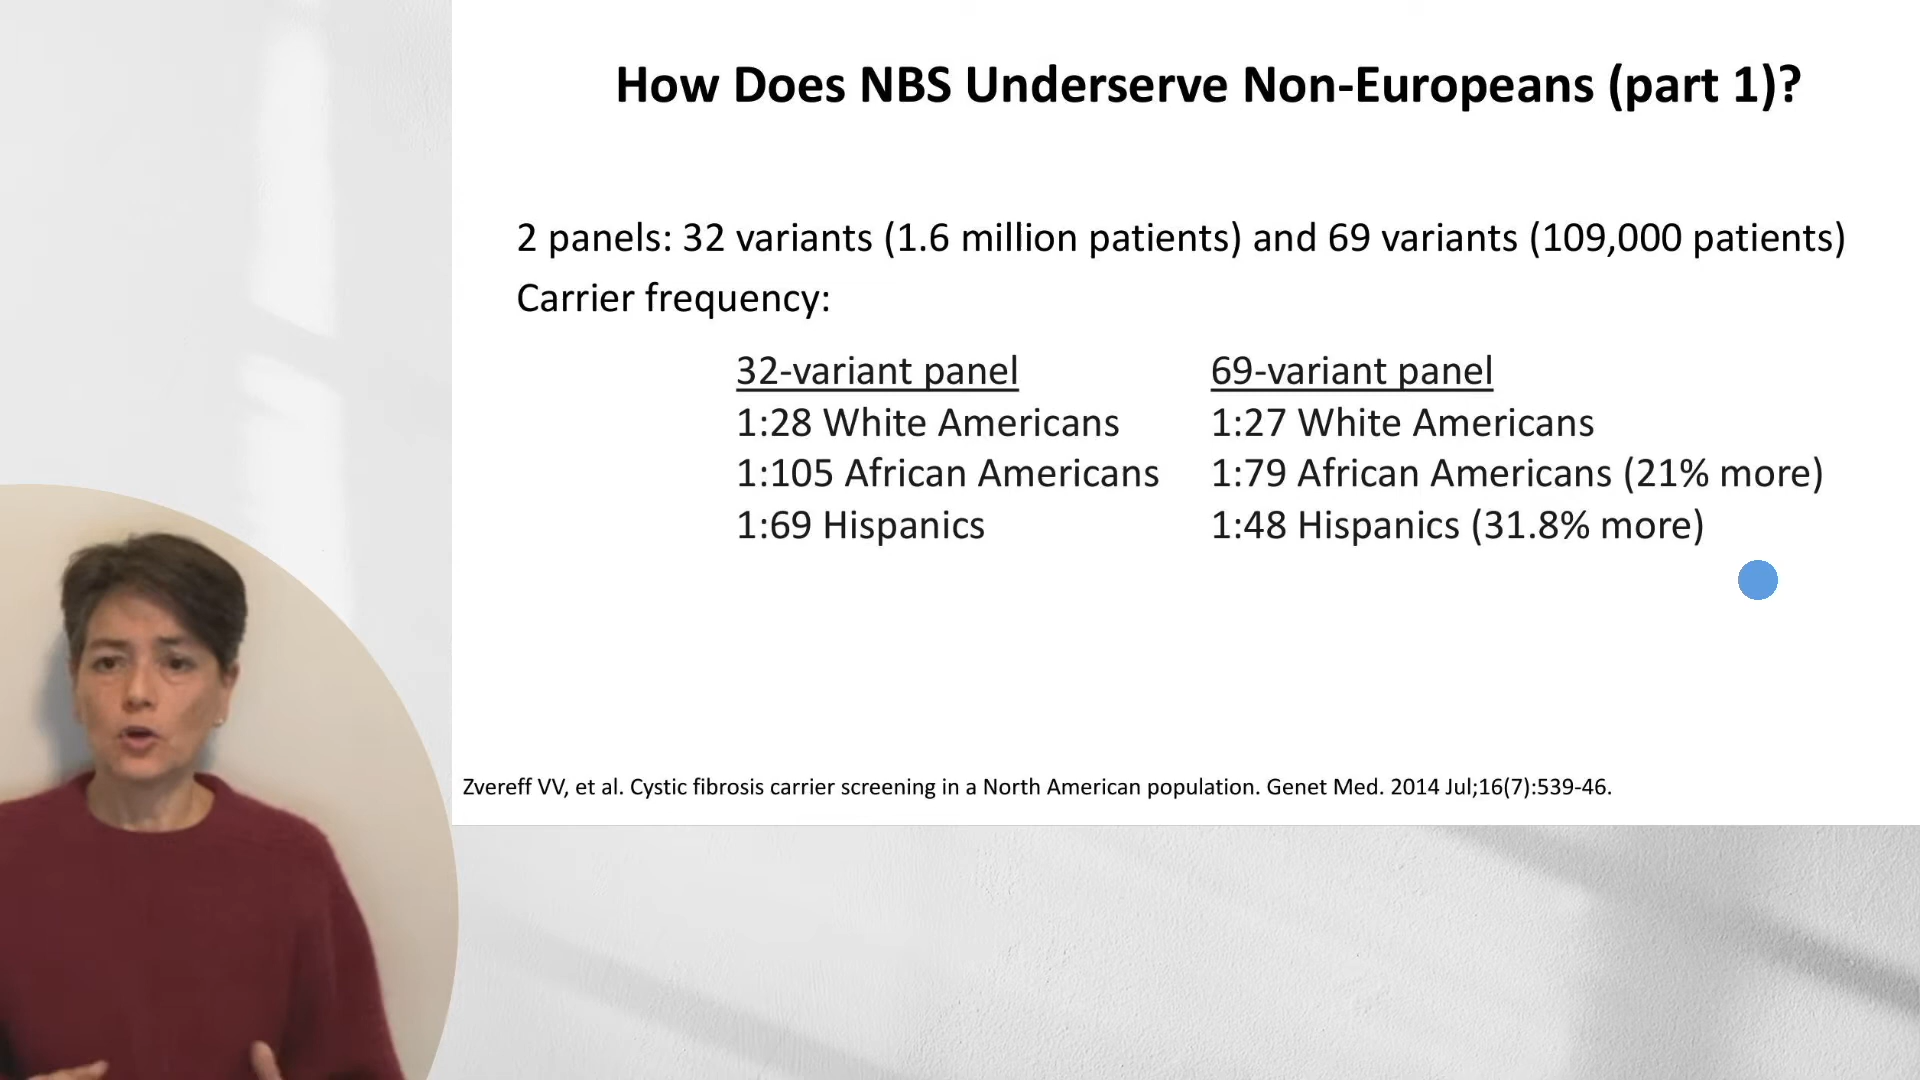 How Does NBS Underserve Non-Europeans (part 1)?
2 panels: 32 variants (1.6 million patients) and 69 variants (109,000 patients)
Carrier frequency:
32-variant panel
1:28 White Americans
1:105 African Americans
1:69 Hispanics
69-variant panel
1:27 White Americans
1:79 African Americans (21% more)
1:48 Hispanics (31.8% more)
Zvereff VV, et al. Cystic fibrosis carrier screening in a North American population. Genet Med. 2014 Jul;16(7):539-46.